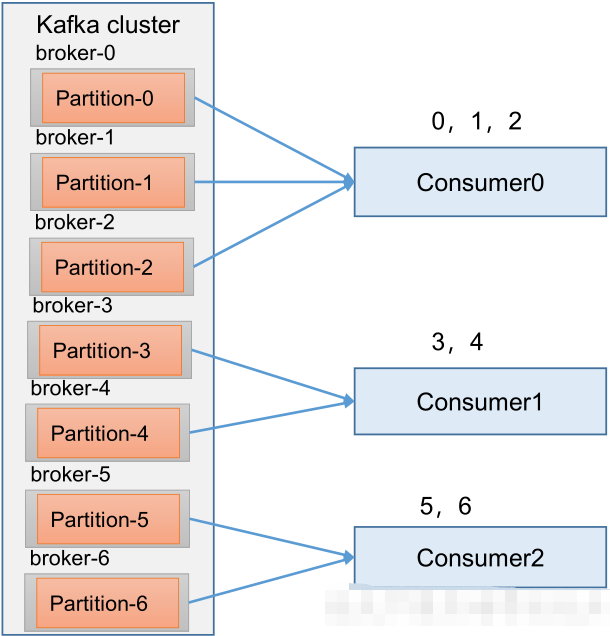 Kafka cluster
broker-0
Partition-0
broker-1
Partition-1
broker-2
Partition-2
broker-3
Partition-3
broker-4
Partition-4
broker-5
Partition-5
broker-6
Partition-6
0，1，2
Consumer0
3，4
Consumer1
5，6
Consumer2